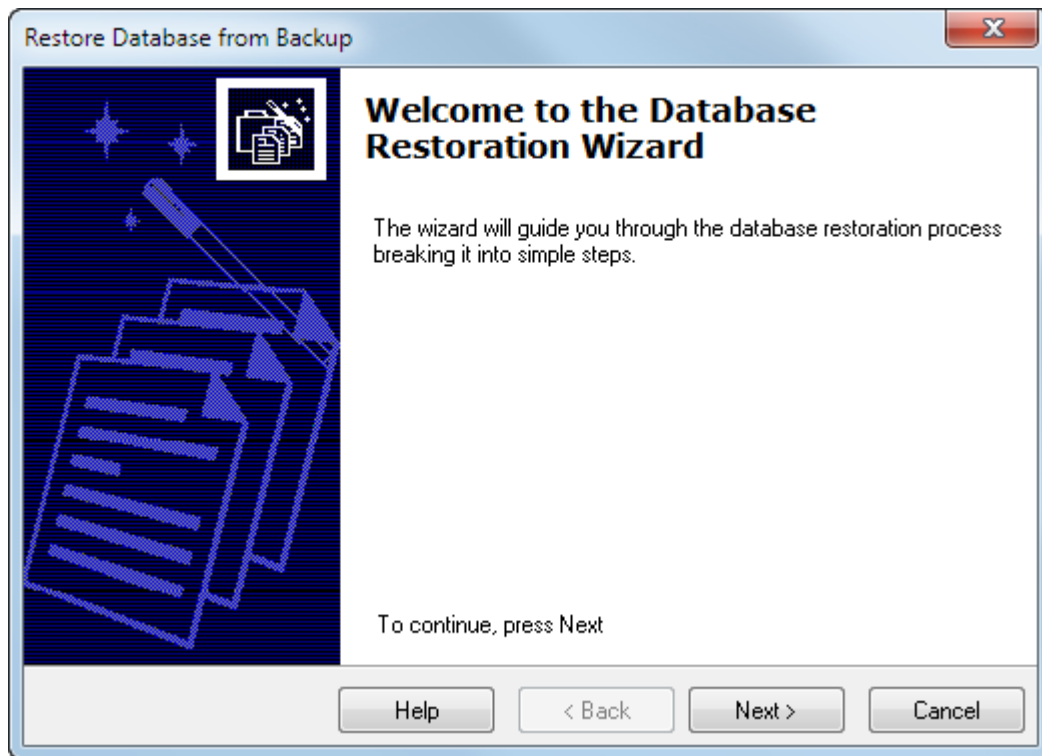 Restore Database from Backup
Welcome to the Database
Restoration Wizard
The wizard will guide you through the database restoration process
breaking it into simple steps.
To continue, press Next
Help
< Back
Next >
Cancel